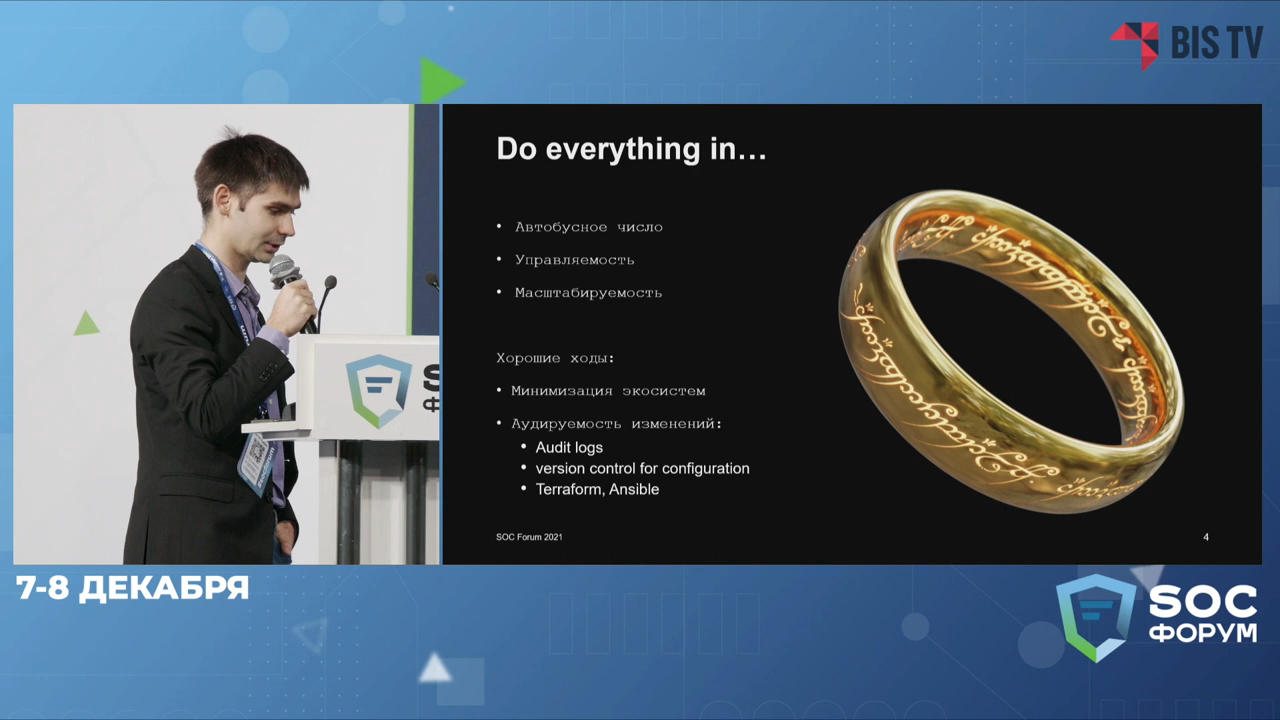 BIS TV
Do everything in…
• Автобусное число
• Управляемость
• Масштабируемость
Хорошие ходы:
• Минимизация экосистем
• Аудируемость изменений:
• Audit logs
• version control for configuration
• Terraform, Ansible
SOC Forum 2021
4
7-8 ДЕКАБРЯ
SOC
ФОРУМ